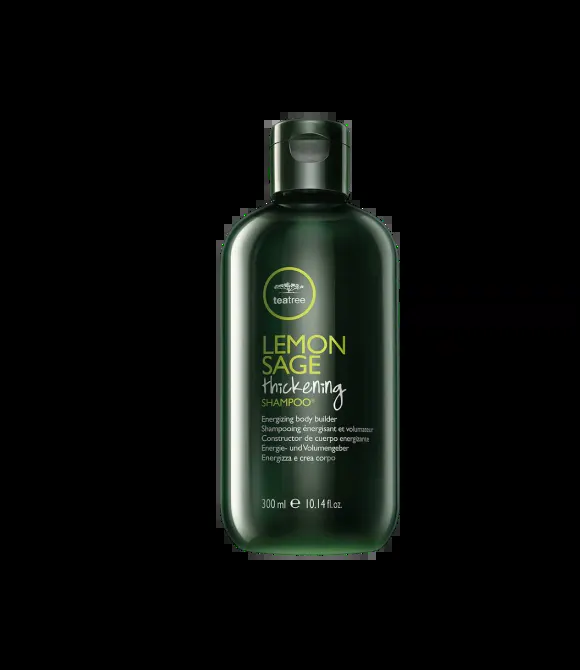 teatree
LEMON
SAGE
thickening
SHAMPOO®
Energizing body builder
Shampooing énergisant et volumateur
Constructor de cuerpo energizante
Energie- und Volumengeber
Energizza e crea corpo
300 ml ℮ 10.14 fl.oz.